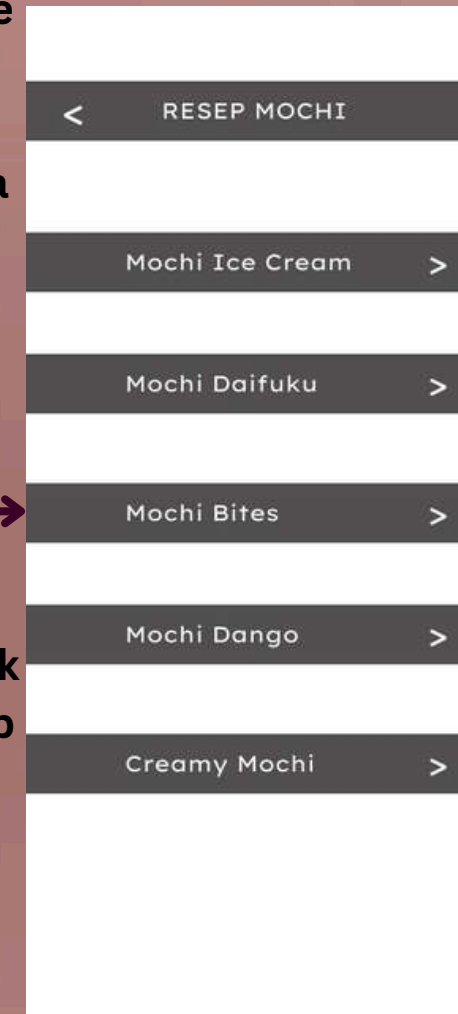 e
a
k
p
< RESEP MOCHI
Mochi Ice Cream >
Mochi Daifuku >
Mochi Bites >
Mochi Dango >
Creamy Mochi >